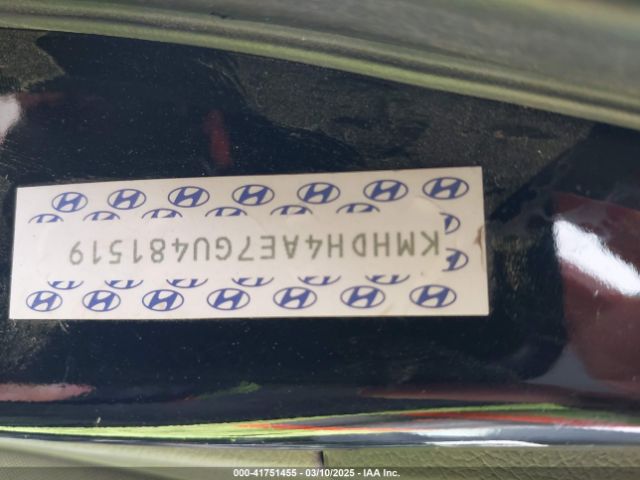 KMHDH4AE7GU481519
000-41751455 — 03/10/2025 — IAA Inc.